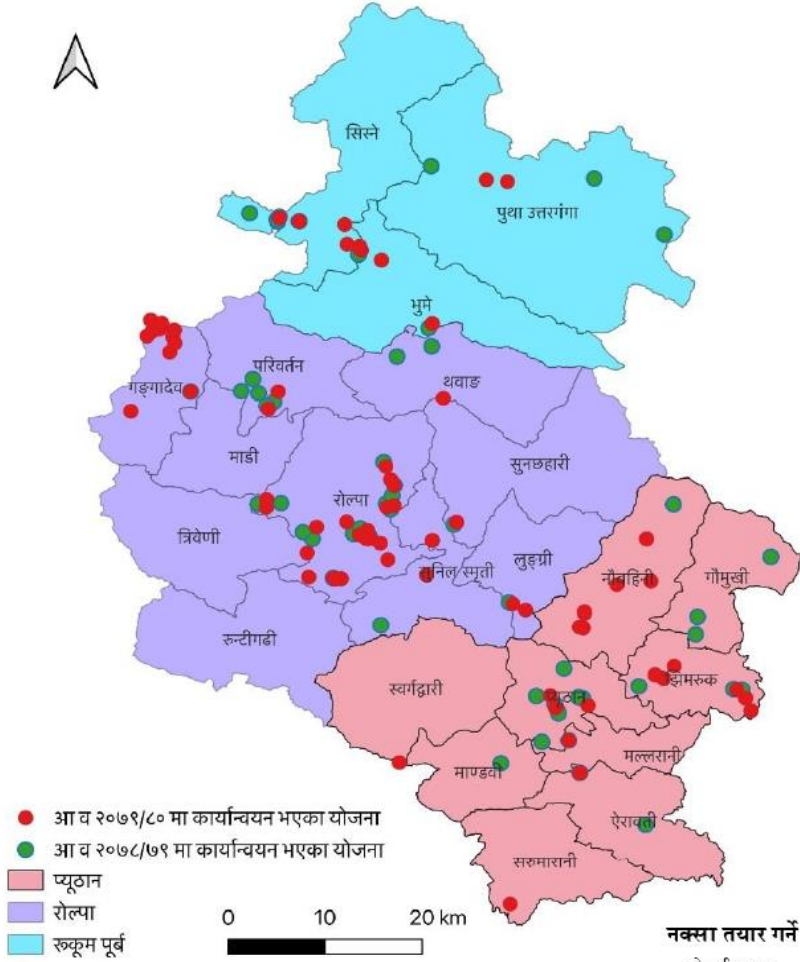 सिस्ने
पुथा उत्तरगंगा
भुमे
परिवर्तन
गङ्गादेव
थवाङ
माडी
सुनछहारी
रोल्पा
त्रिवेणी
लुङ्ग्री
सुनिल स्मृती
नौबहिनी
गौमुखी
रुन्टीगढी
स्वर्गद्वारी
झिमरुक
प्यूठान
मल्लरानी
माण्डवी
ऐरावती
सरुमारानी
आ व २०७९/८० मा कार्यान्वयन भएका योजना
आ व २०७८/७९ मा कार्यान्वयन भएका योजना
प्यूठान
रोल्पा
रूकूम पूर्ब
0 10 20 km
नक्सा तयार गर्ने